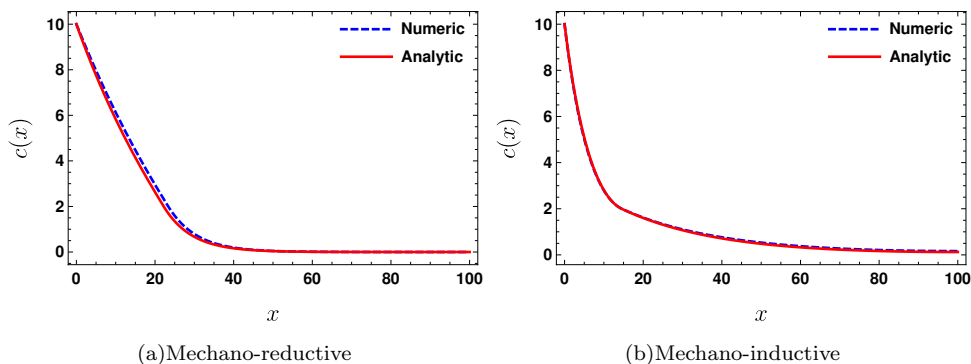 10
8
6
4
2
0
c(x)
Numeric
Analytic
0 20 40 60 80 100
x
(a)Mechano-reductive
10
8
6
4
2
0
c(x)
Numeric
Analytic
0 20 40 60 80 100
x
(b)Mechano-inductive